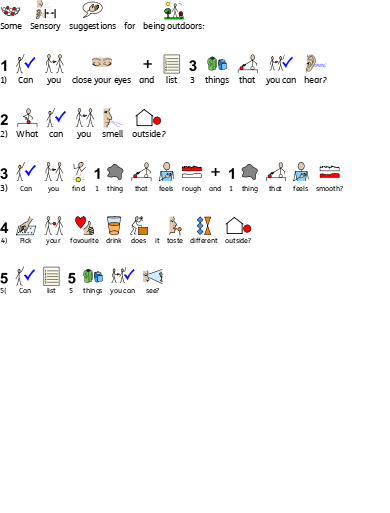 Some Sensory suggestions for being outdoors:
1 + 3
1) Can you close your eyes and list 3 things that you can hear?
2
2) What can you smell outside?
3 1 + 1
3) Can you find 1 thing that feels rough and 1 thing that feels smooth?
4
4) Pick your favourite drink does it taste different outside?
5 5
5( Can list 5 things you can see?